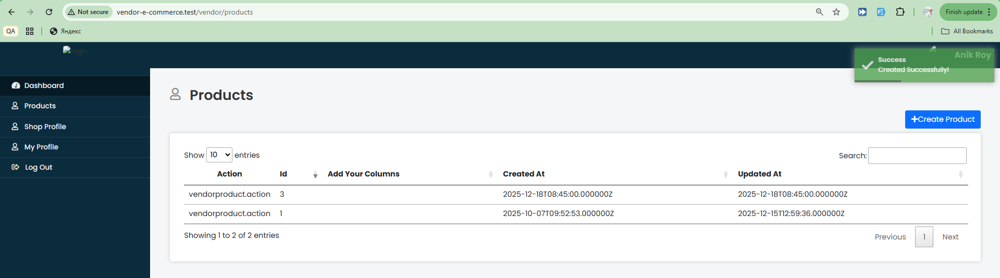 Not secure vendor-e-commerce.test/vendor/products Finish update
QA Яндекс All Bookmarks
logo Anik Roy
Success
Created Successfully!
Dashboard
Products
Shop Profile
My Profile
Log Out
Products
Create Product
Show 10 entries Search:
Action Id Add Your Columns Created At Updated At
vendorproduct.action 3 2025-12-18T08:45:00.000000Z 2025-12-18T08:45:00.000000Z
vendorproduct.action 1 2025-10-07T09:52:53.000000Z 2025-12-15T12:59:36.000000Z
Showing 1 to 2 of 2 entries Previous 1 Next